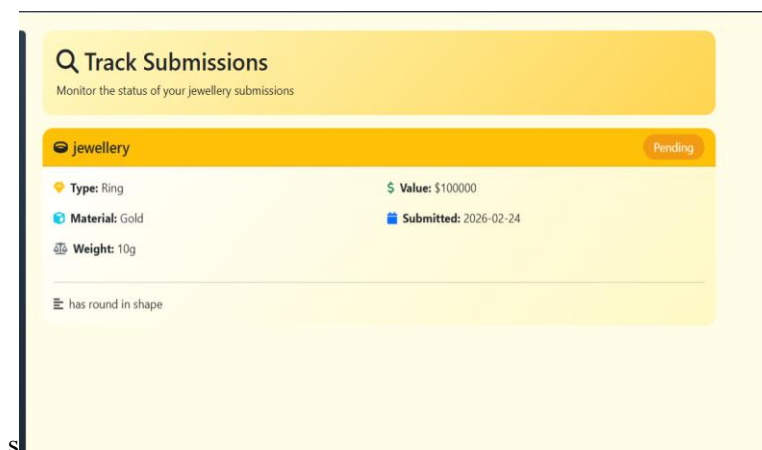 Track Submissions
Monitor the status of your jewellery submissions
jewellery
Pending
Type: Ring
$ Value: $100000
Material: Gold
Submitted: 2026-02-24
Weight: 10g
has round in shape
s